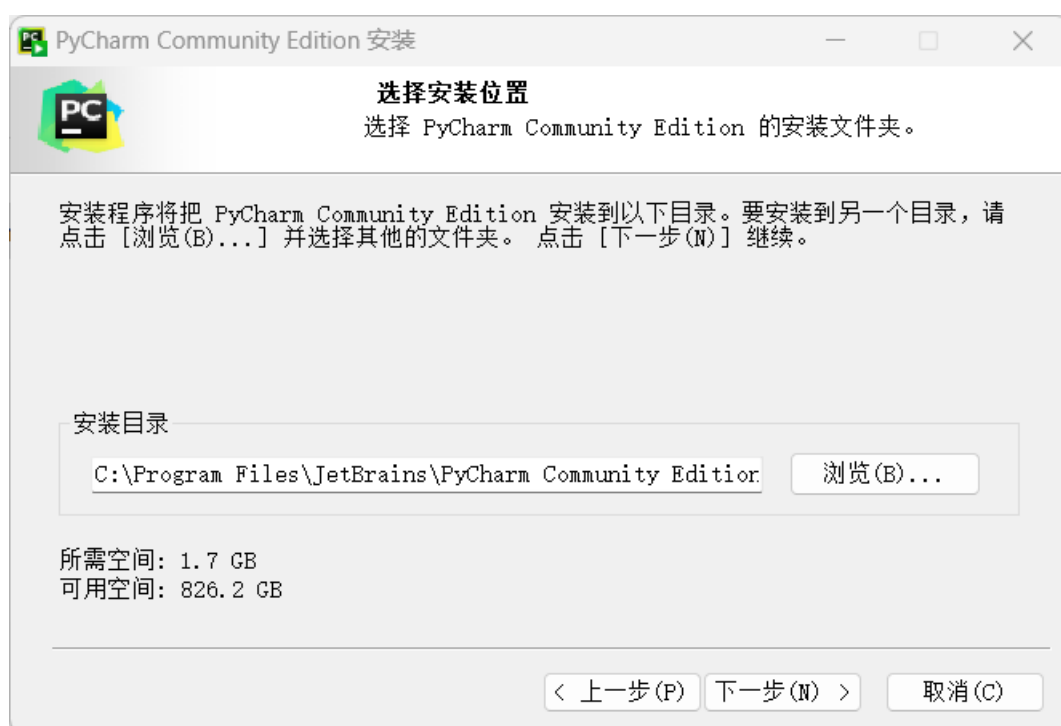 PyCharm Community Edition 安装
PC
选择安装位置
选择 PyCharm Community Edition 的安装文件夹。
安装程序将把 PyCharm Community Edition 安装到以下目录。要安装到另一个目录，请
点击 [浏览(B)...] 并选择其他的文件夹。 点击 [下一步(N)] 继续。
安装目录
C:\Program Files\JetBrains\PyCharm Community Edition
浏览(B)...
所需空间: 1.7 GB
可用空间: 826.2 GB
< 上一步(P)
下一步(N) >
取消(C)